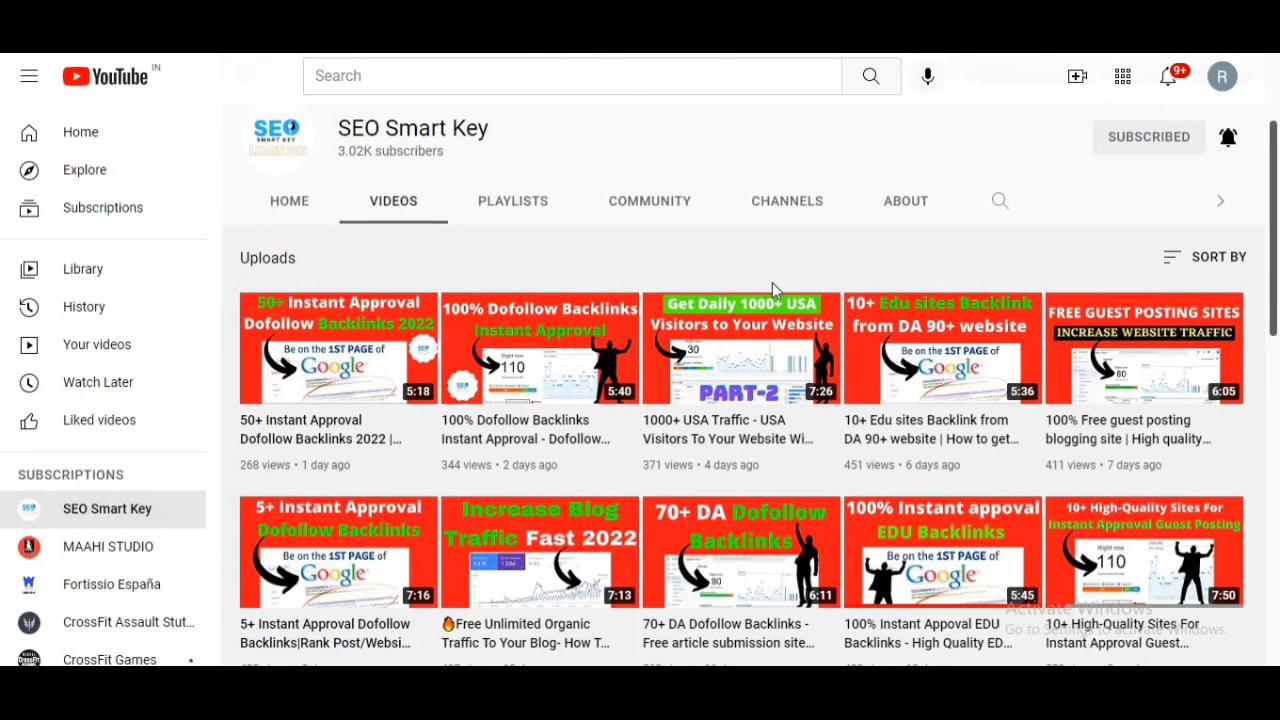 YouTube IN
Search
9+
R
Home
Explore
Subscriptions
Library
History
Your videos
Watch Later
Liked videos
SUBSCRIPTIONS
SEO Smart Key
MAAHI STUDIO
Fortissio España
CrossFit Assault Stut...
CrossFit Games
SEO
SMART KEY
LEARN SEO
SEO Smart Key
3.02K subscribers
SUBSCRIBED
HOME VIDEOS PLAYLISTS COMMUNITY CHANNELS ABOUT
Uploads
SORT BY
50+ Instant Approval
Dofollow Backlinks 2022
Be on the 1ST PAGE of
Google
5:18
50+ Instant Approval
Dofollow Backlinks 2022 |...
268 views • 1 day ago
100% Dofollow Backlinks
Instant Approval
Right now
110
SEO
5:40
100% Dofollow Backlinks
Instant Approval - Dofollow...
344 views • 2 days ago
Get Daily 1000+ USA
Visitors to Your Website
Right now
30
PART-2
7:26
1000+ USA Traffic - USA
Visitors To Your Website Wi...
371 views • 4 days ago
10+ Edu sites Backlink
from DA 90+ website
Be on the 1ST PAGE of
Google
5:36
10+ Edu sites Backlink from
DA 90+ website | How to get...
451 views • 6 days ago
FREE GUEST POSTING SITES
INCREASE WEBSITE TRAFFIC
Right now
80
6:05
100% Free guest posting
blogging site | High quality...
411 views • 7 days ago
5+ Instant Approval
Dofollow Backlinks
Be on the 1ST PAGE of
Google
7:16
5+ Instant Approval Dofollow
Backlinks|Rank Post/Websi...
Increase Blog
Traffic Fast 2022
7:13
🔥Free Unlimited Organic
Traffic To Your Blog- How T...
70+ DA Dofollow
Backlinks
80
6:11
70+ DA Dofollow Backlinks -
Free article submission site...
100% Instant appoval
EDU Backlinks
Be on the 1ST PAGE of
Google
5:45
100% Instant Appoval EDU
Backlinks - High Quality ED...
10+ High-Quality Sites For
Instant Approval Guest Posting
Right now
110
7:50
10+ High-Quality Sites For
Instant Approval Guest...
Activate Windows
Go to Settings to activate Windows.